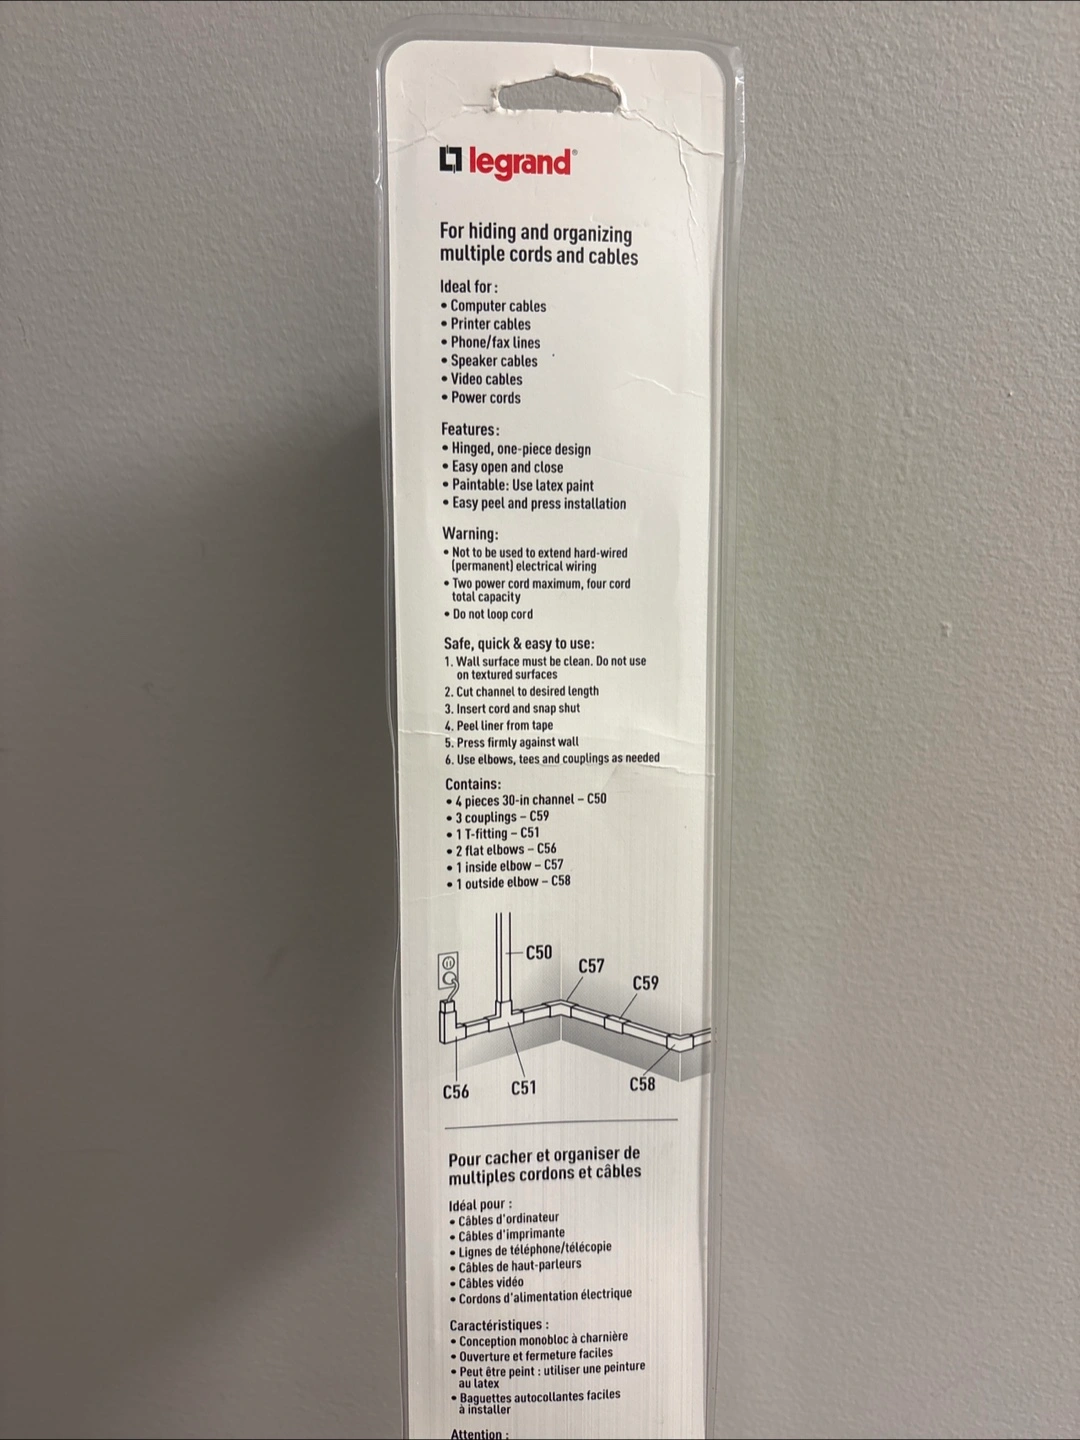 legrand®
For hiding and organizing
multiple cords and cables
Ideal for:
• Computer cables
• Printer cables
• Phone/fax lines
• Speaker cables
• Video cables
• Power cords
Features:
• Hinged, one-piece design
• Easy open and close
• Paintable: Use latex paint
• Easy peel and press installation
Warning:
• Not to be used to extend hard-wired
(permanent) electrical wiring
• Two power cord maximum, four cord
total capacity
• Do not loop cord
Safe, quick & easy to use:
1. Wall surface must be clean. Do not use
on textured surfaces
2. Cut channel to desired length
3. Insert cord and snap shut
4. Peel liner from tape
5. Press firmly against wall
6. Use elbows, tees and couplings as needed
Contains:
• 4 pieces 30-in channel – C50
• 3 couplings – C59
• 1 T-fitting – C51
• 2 flat elbows – C56
• 1 inside elbow – C57
• 1 outside elbow – C58
C50
C57
C59
C56
C51
C58
Pour cacher et organiser de
multiples cordons et câbles
Idéal pour :
• Câbles d'ordinateur
• Câbles d'imprimante
• Lignes de téléphone/télécopie
• Câbles de haut-parleurs
• Câbles vidéo
• Cordons d'alimentation électrique
Caractéristiques :
• Conception monobloc à charnière
• Ouverture et fermeture faciles
• Peut être peint : utiliser une peinture
au latex
• Baguettes autocollantes faciles
à installer
Attention :